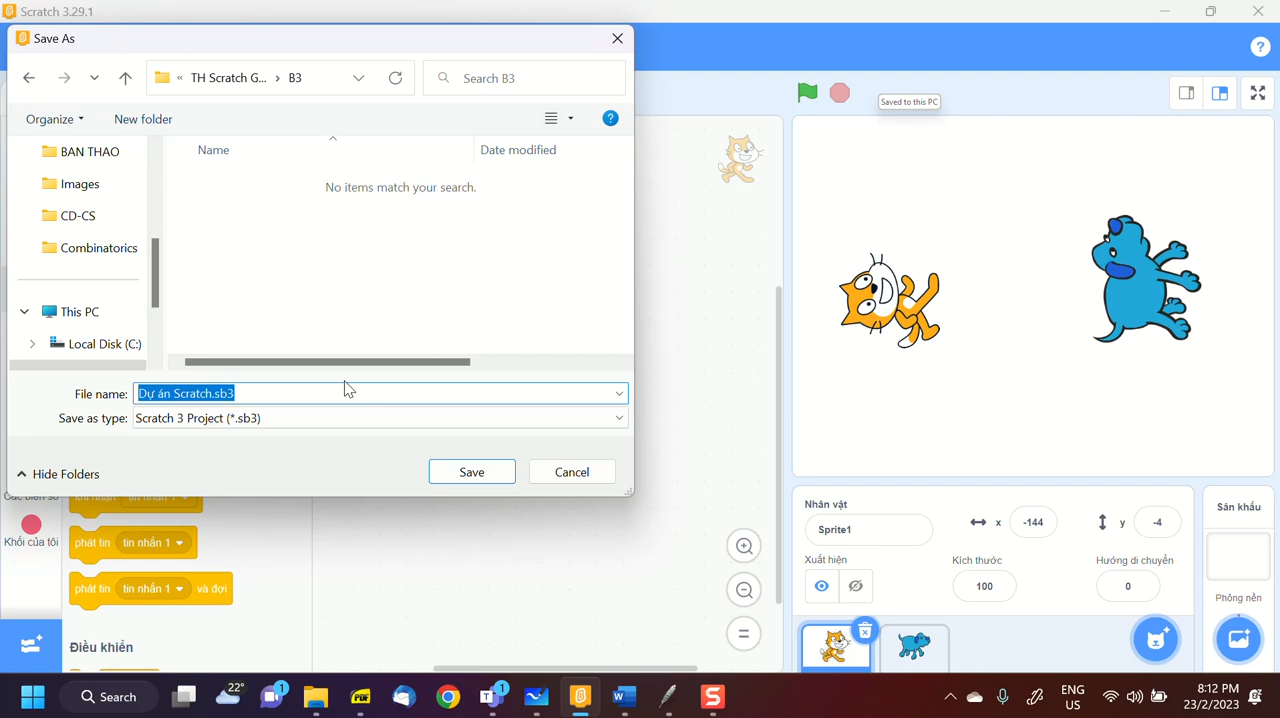 Scratch 3.29.1
Save As
« TH Scratch G... › B3
Search B3
Organize
New folder
Saved to this PC
BAN THAO
Images
CD-CS
Combinatorics
This PC
Local Disk (C:)
Name
Date modified
No items match your search.
File name: Dự án Scratch.sb3
Save as type: Scratch 3 Project (*.sb3)
Hide Folders
Save
Cancel
Khối của tôi
phát tin tin nhắn 1
phát tin tin nhắn 1 và đợi
Điều khiển
Nhân vật
Sprite1
x -144
y -4
Xuất hiện
Kích thước
100
Hướng di chuyển
0
Sân khấu
Phông nền
Search
22°
1
PDF
1
ENG
US
8:12 PM
23/2/2023